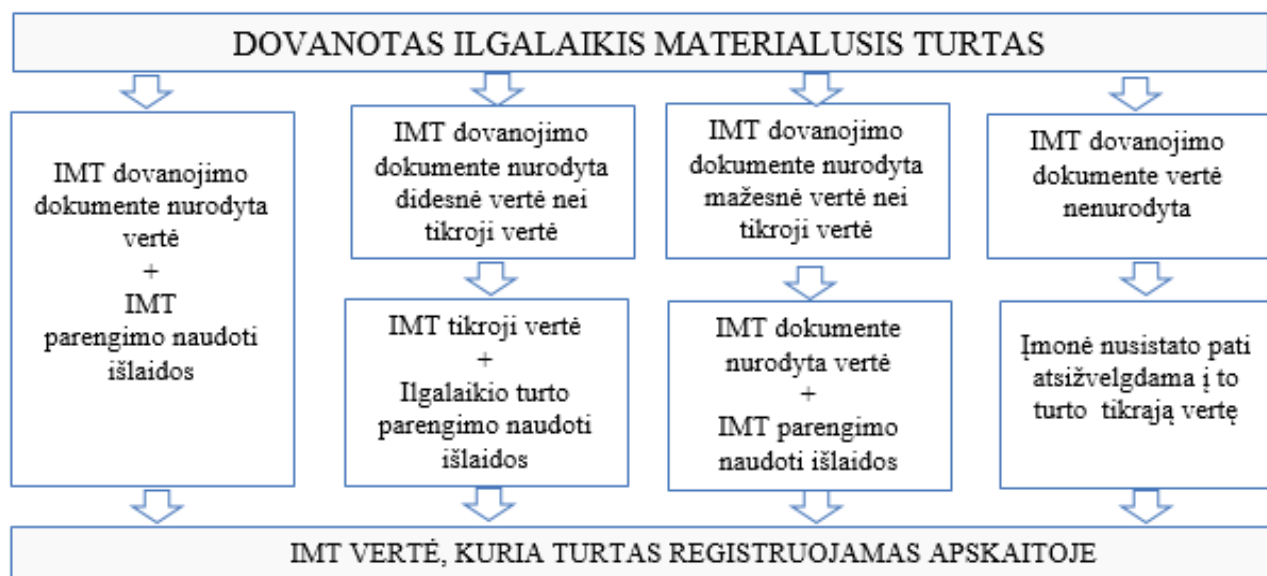 DOVANOTAS ILGALAIKIS MATERIALUSIS TURTAS
IMT dovanojimo
dokumente nurodyta
vertė
+
IMT
parengimo naudoti
išlaidos
IMT dovanojimo
dokumente nurodyta
didesnė vertė nei
tikroji vertė
IMT tikroji vertė
+
Ilgalaikio turto
parengimo naudoti
išlaidos
IMT dovanojimo
dokumente nurodyta
mažesnė vertė nei
tikroji vertė
IMT dokumente
nurodyta vertė
+
IMT parengimo
naudoti išlaidos
IMT dovanojimo
dokumente vertė
nenurodyta
Įmonė nusistato pati
atsižvelgdama į to
turto tikrąją vertę
IMT VERTĖ, KURIA TURTAS REGISTRUOJAMAS APSKAITOJE